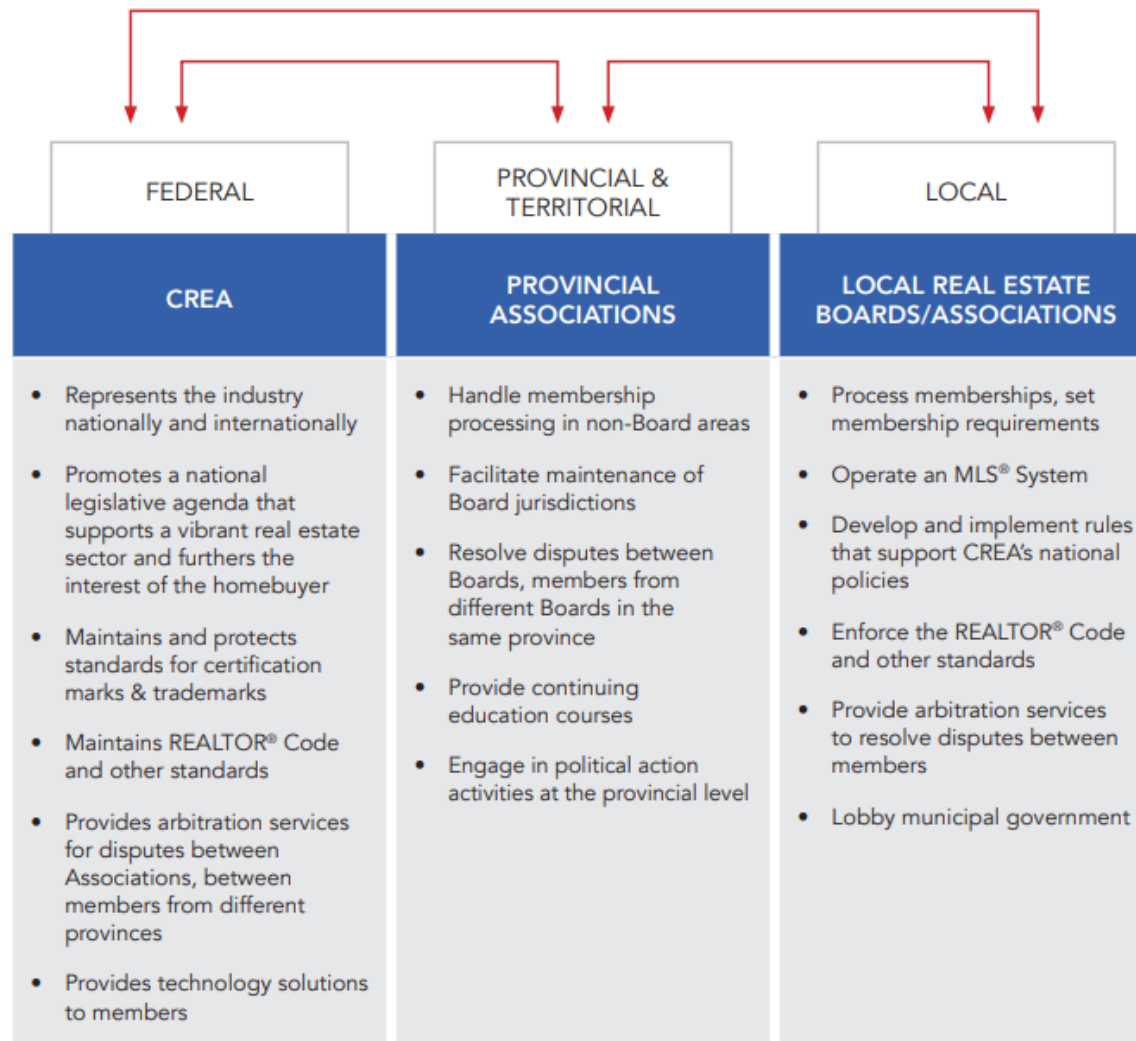 FEDERAL
PROVINCIAL &
TERRITORIAL
LOCAL
CREA
• Represents the industry
nationally and internationally
• Promotes a national
legislative agenda that
supports a vibrant real estate
sector and furthers the
interest of the homebuyer
• Maintains and protects
standards for certification
marks & trademarks
• Maintains REALTOR® Code
and other standards
• Provides arbitration services
for disputes between
Associations, between
members from different
provinces
• Provides technology solutions
to members
PROVINCIAL
ASSOCIATIONS
• Handle membership
processing in non-Board areas
• Facilitate maintenance of
Board jurisdictions
• Resolve disputes between
Boards, members from
different Boards in the
same province
• Provide continuing
education courses
• Engage in political action
activities at the provincial level
LOCAL REAL ESTATE
BOARDS/ASSOCIATIONS
• Process memberships, set
membership requirements
• Operate an MLS® System
• Develop and implement rules
that support CREA's national
policies
• Enforce the REALTOR® Code
and other standards
• Provide arbitration services
to resolve disputes between
members
• Lobby municipal government